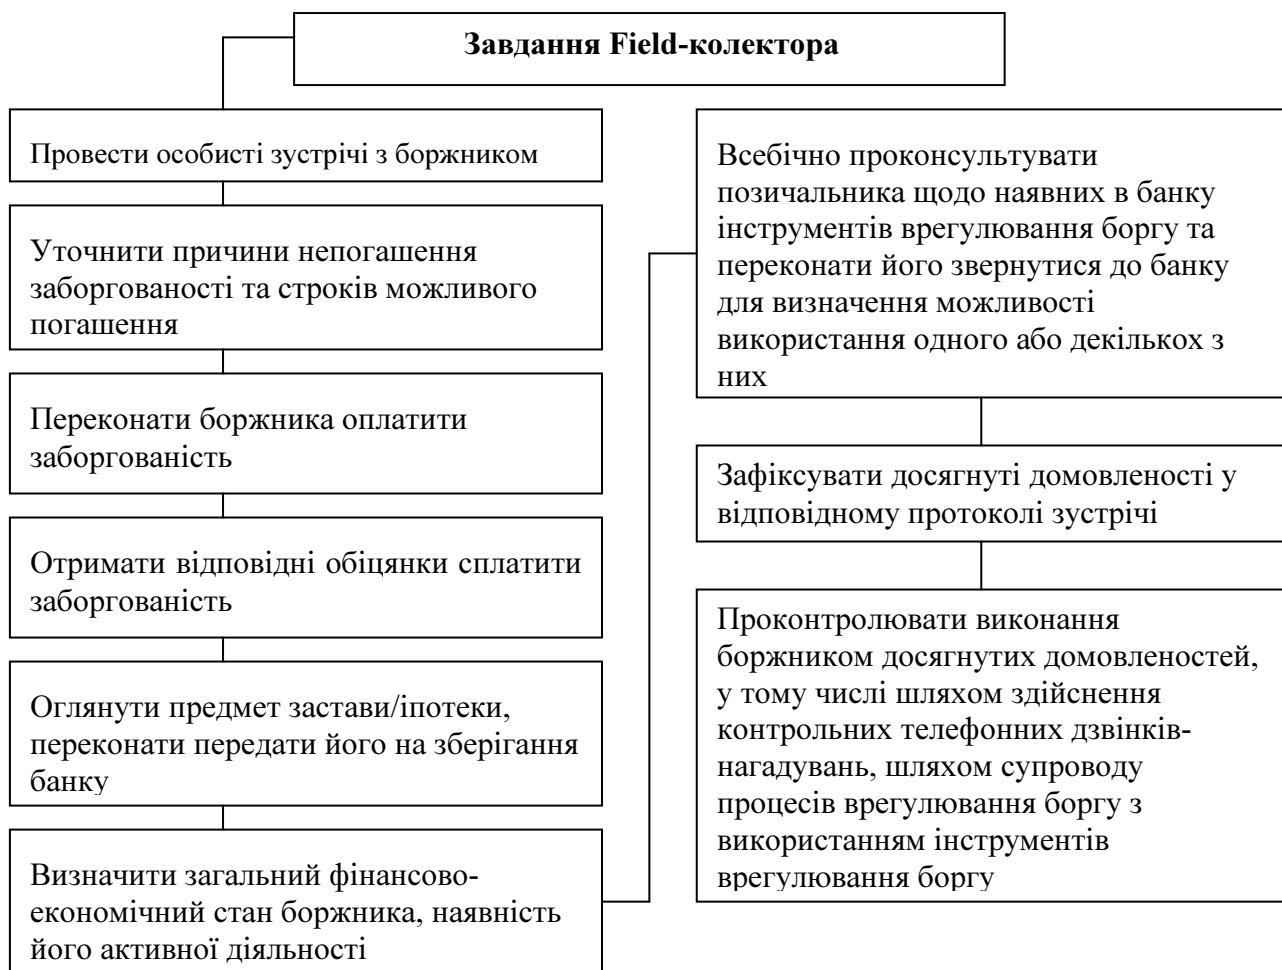 Завдання Field-колектора
Провести особисті зустрічі з боржником
Уточнити причини непогашення
заборгованості та строків можливого
погашення
Переконати боржника оплатити
заборгованість
Отримати відповідні обіцянки сплатити
заборгованість
Оглянути предмет застави/іпотеки,
переконати передати його на зберігання
банку
Визначити загальний фінансово-
економічний стан боржника, наявність
його активної діяльності
Всебічно проконсультувати
позичальника щодо наявних в банку
інструментів врегулювання боргу та
переконати його звернутися до банку
для визначення можливості
використання одного або декількох з
них
Зафіксувати досягнуті домовленості у
відповідному протоколі зустрічі
Проконтролювати виконання
боржником досягнутих домовленостей,
у тому числі шляхом здійснення
контрольних телефонних дзвінків-
нагадувань, шляхом супроводу
процесів врегулювання боргу з
використанням інструментів
врегулювання боргу